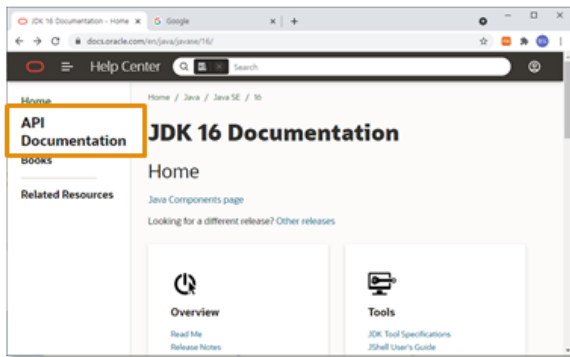 JDK 16 Documentation - Home
Google
docs.oracle.com/en/java/javase/16/
Help Center
Search
Home
API
Documentation
Books
Related Resources
Home / Java / Java SE / 16
JDK 16 Documentation
Home
Java Components page
Looking for a different release? Other releases
Overview
Read Me
Release Notes
Tools
JDK Tool Specifications
JShell User's Guide